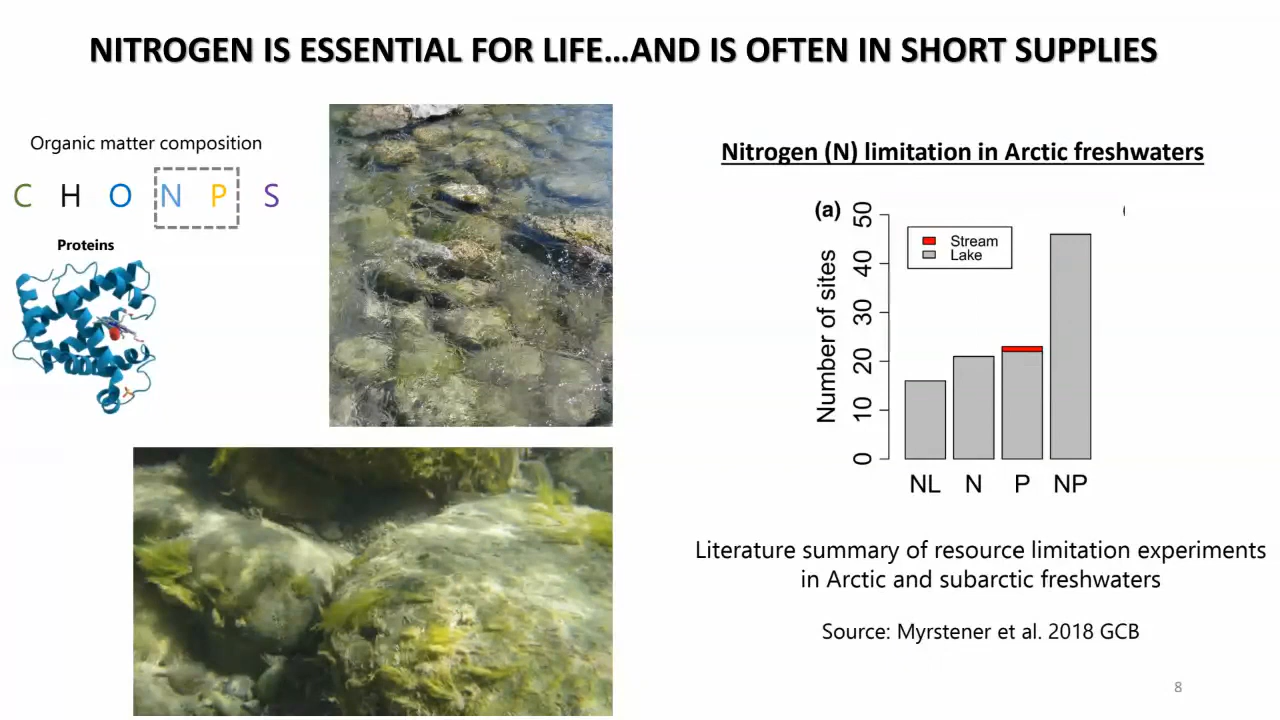 NITROGEN IS ESSENTIAL FOR LIFE…AND IS OFTEN IN SHORT SUPPLIES
Organic matter composition
C H O N P S
Proteins
Nitrogen (N) limitation in Arctic freshwaters
(a)
Number of sites
50
40
30
20
10
0
Stream
Lake
NL N P NP
Literature summary of resource limitation experiments
in Arctic and subarctic freshwaters
Source: Myrstener et al. 2018 GCB
8